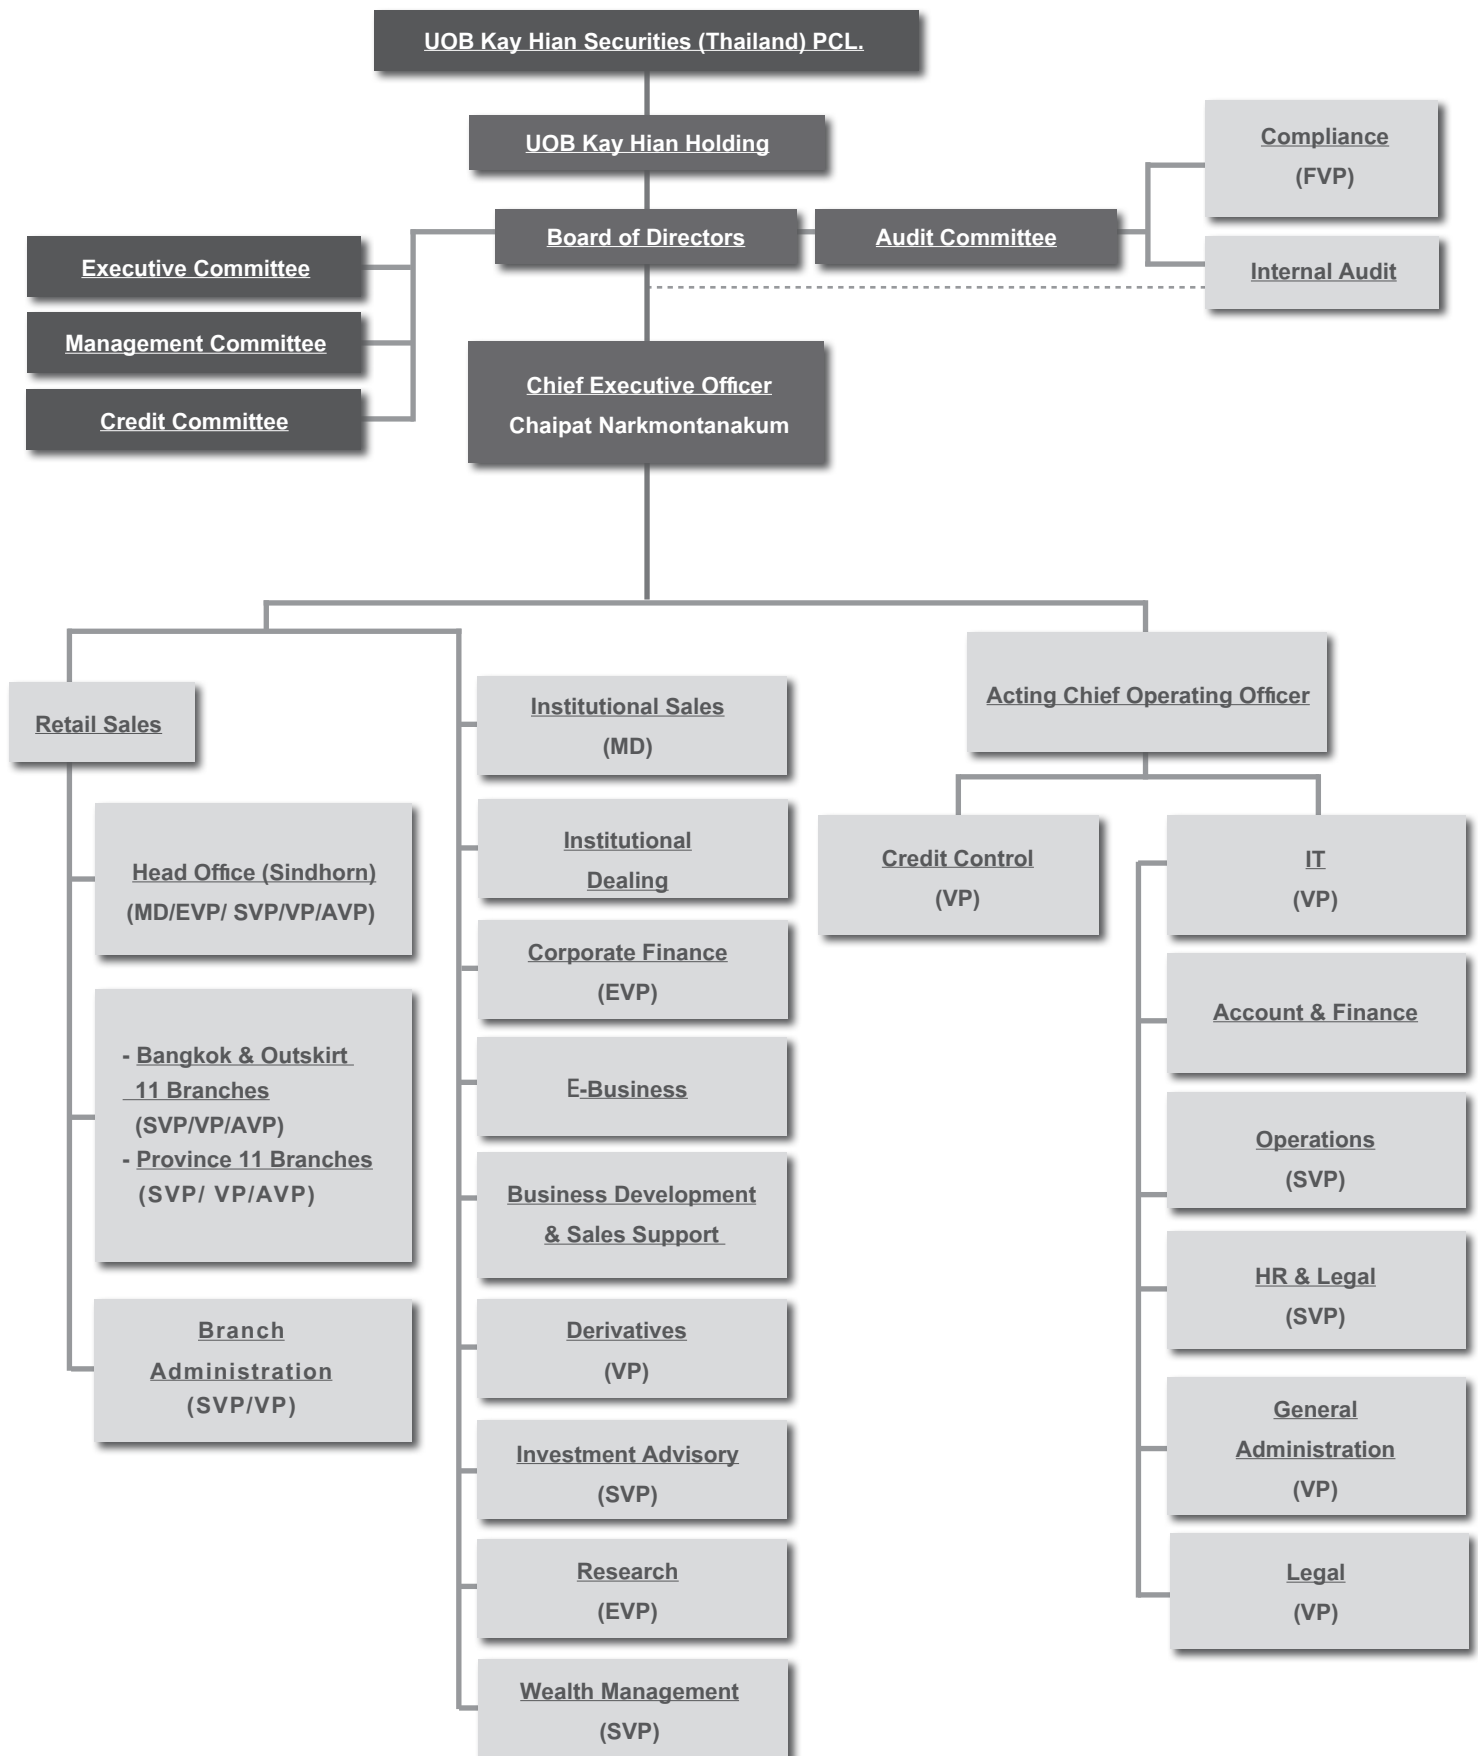 UOB Kay Hian Securities (Thailand) PCL.
UOB Kay Hian Holding
Compliance
(FVP)
Board of Directors
Audit Committee
Internal Audit
Executive Committee
Management Committee
Credit Committee
Chief Executive Officer
Chaipat Narkmontanakum
Retail Sales
Head Office (Sindhorn)
(MD/EVP/ SVP/VP/AVP)
- Bangkok & Outskirt
11 Branches
(SVP/VP/AVP)
- Province 11 Branches
(SVP/ VP/AVP)
Branch
Administration
(SVP/VP)
Institutional Sales
(MD)
Institutional
Dealing
Corporate Finance
(EVP)
E-Business
Business Development
& Sales Support
Derivatives
(VP)
Investment Advisory
(SVP)
Research
(EVP)
Wealth Management
(SVP)
Acting Chief Operating Officer
Credit Control
(VP)
IT
(VP)
Account & Finance
Operations
(SVP)
HR & Legal
(SVP)
General
Administration
(VP)
Legal
(VP)